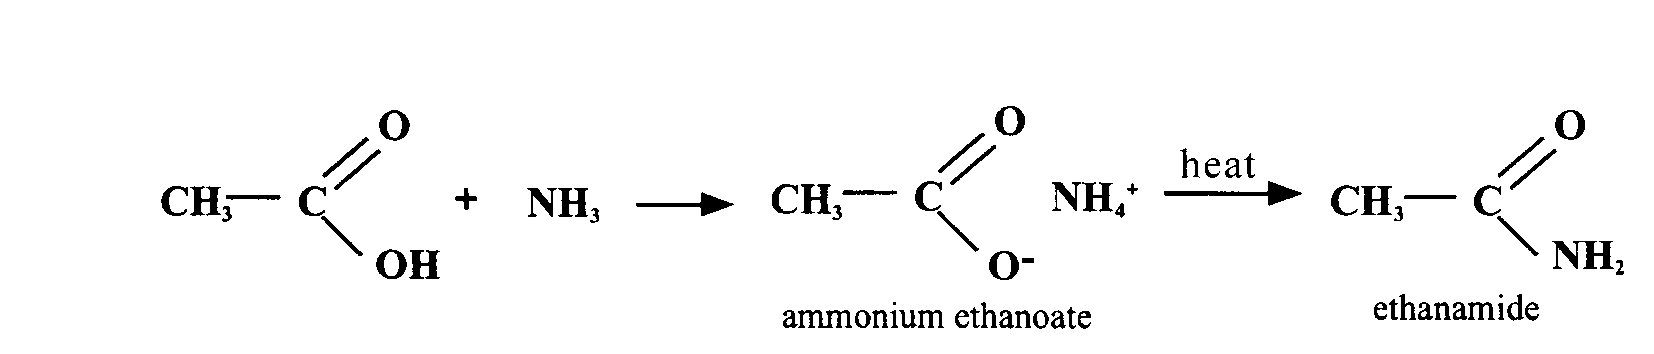 CH₃ — C O OH + NH₃ → CH₃ — C O O⁻ NH₄⁺ heat → CH₃ — C O NH₂
ammonium ethanoate
ethanamide